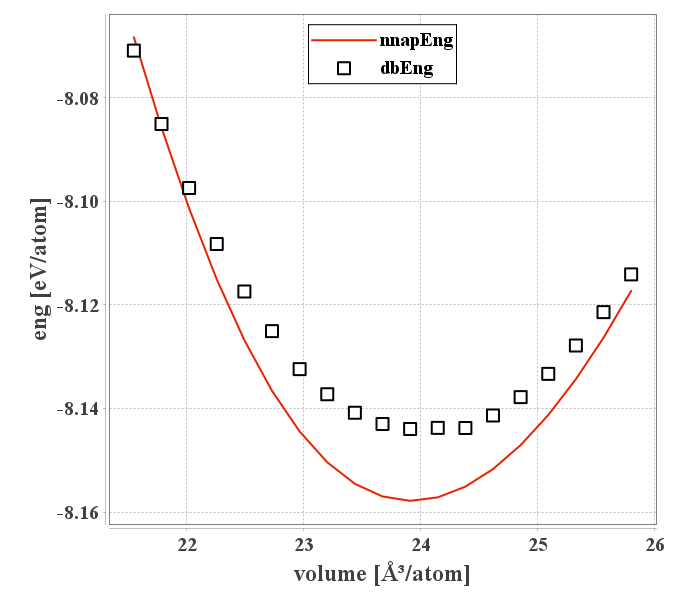 nnapEng
dbEng
-8.08
-8.10
-8.12
-8.14
-8.16
eng [eV/atom]
22
23
24
25
26
volume [Å³/atom]